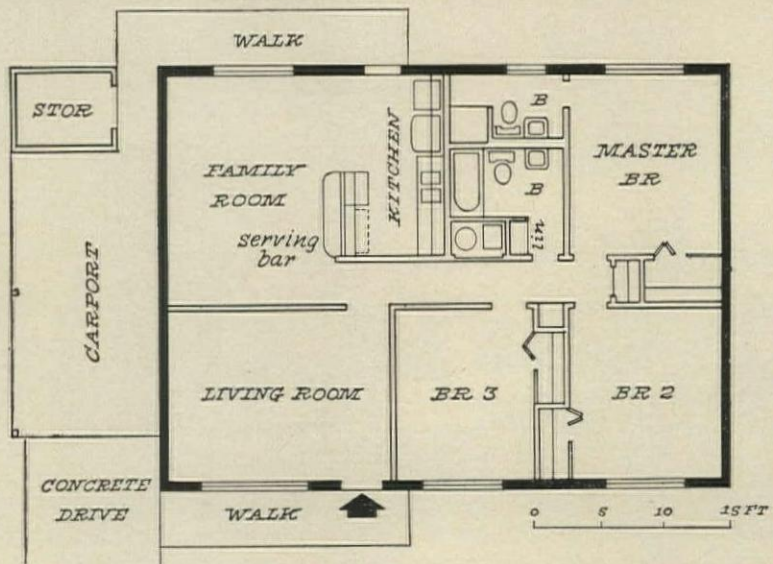 WALK
STOR
B
KITCHEN
MASTER
BR
FAMILY
ROOM
B
lin
serving
bar
CARPORT
LIVING ROOM
BR 3
BR 2
CONCRETE
DRIVE
WALK
0 5 10 15 FT